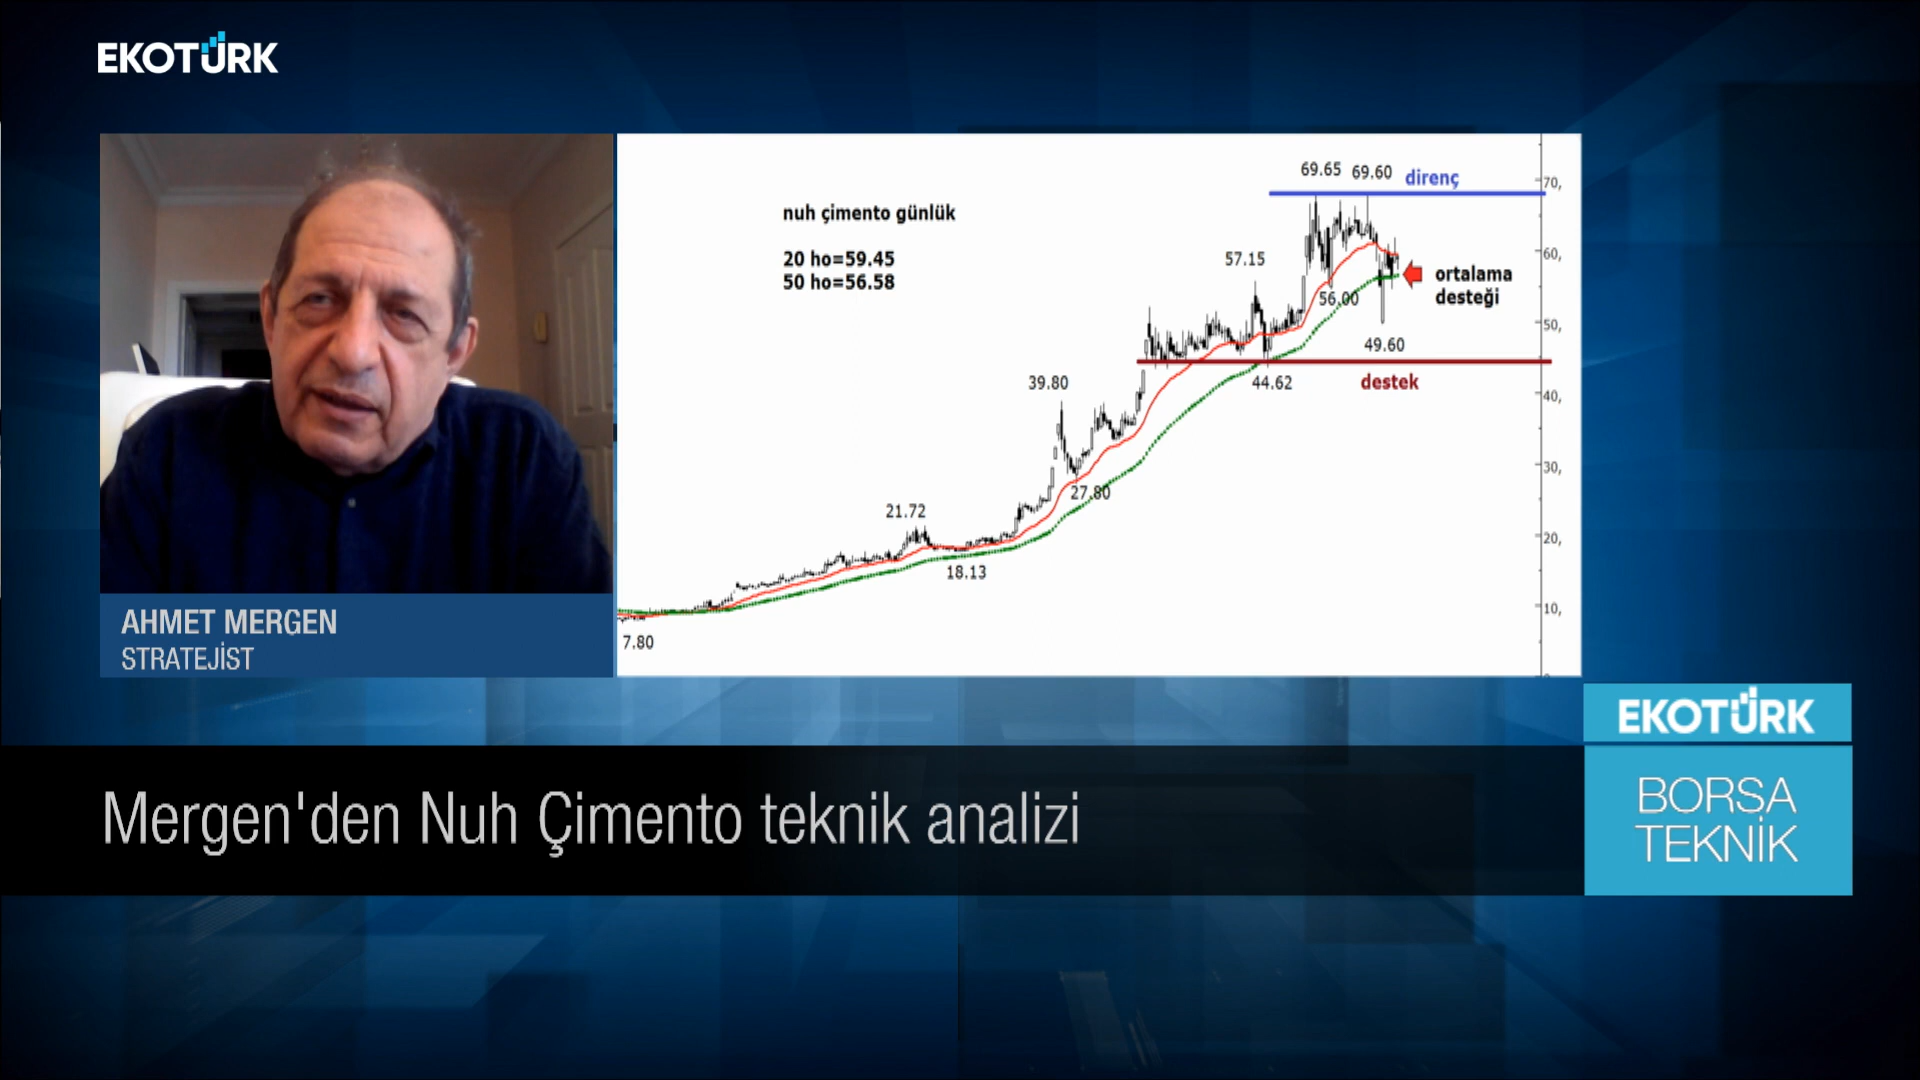 EKOTÜRK
nuh çimento günlük
20 ho=59.45
50 ho=56.58
69.65 69.60 direnç
70,
57.15
60,
ortalama
desteği
56.00
50,
49.60
39.80
44.62
destek
40,
30,
27.80
21.72
20,
18.13
10,
7.80
AHMET MERGEN
STRATEJİST
EKOTÜRK
Mergen'den Nuh Çimento teknik analizi
BORSA
TEKNİK